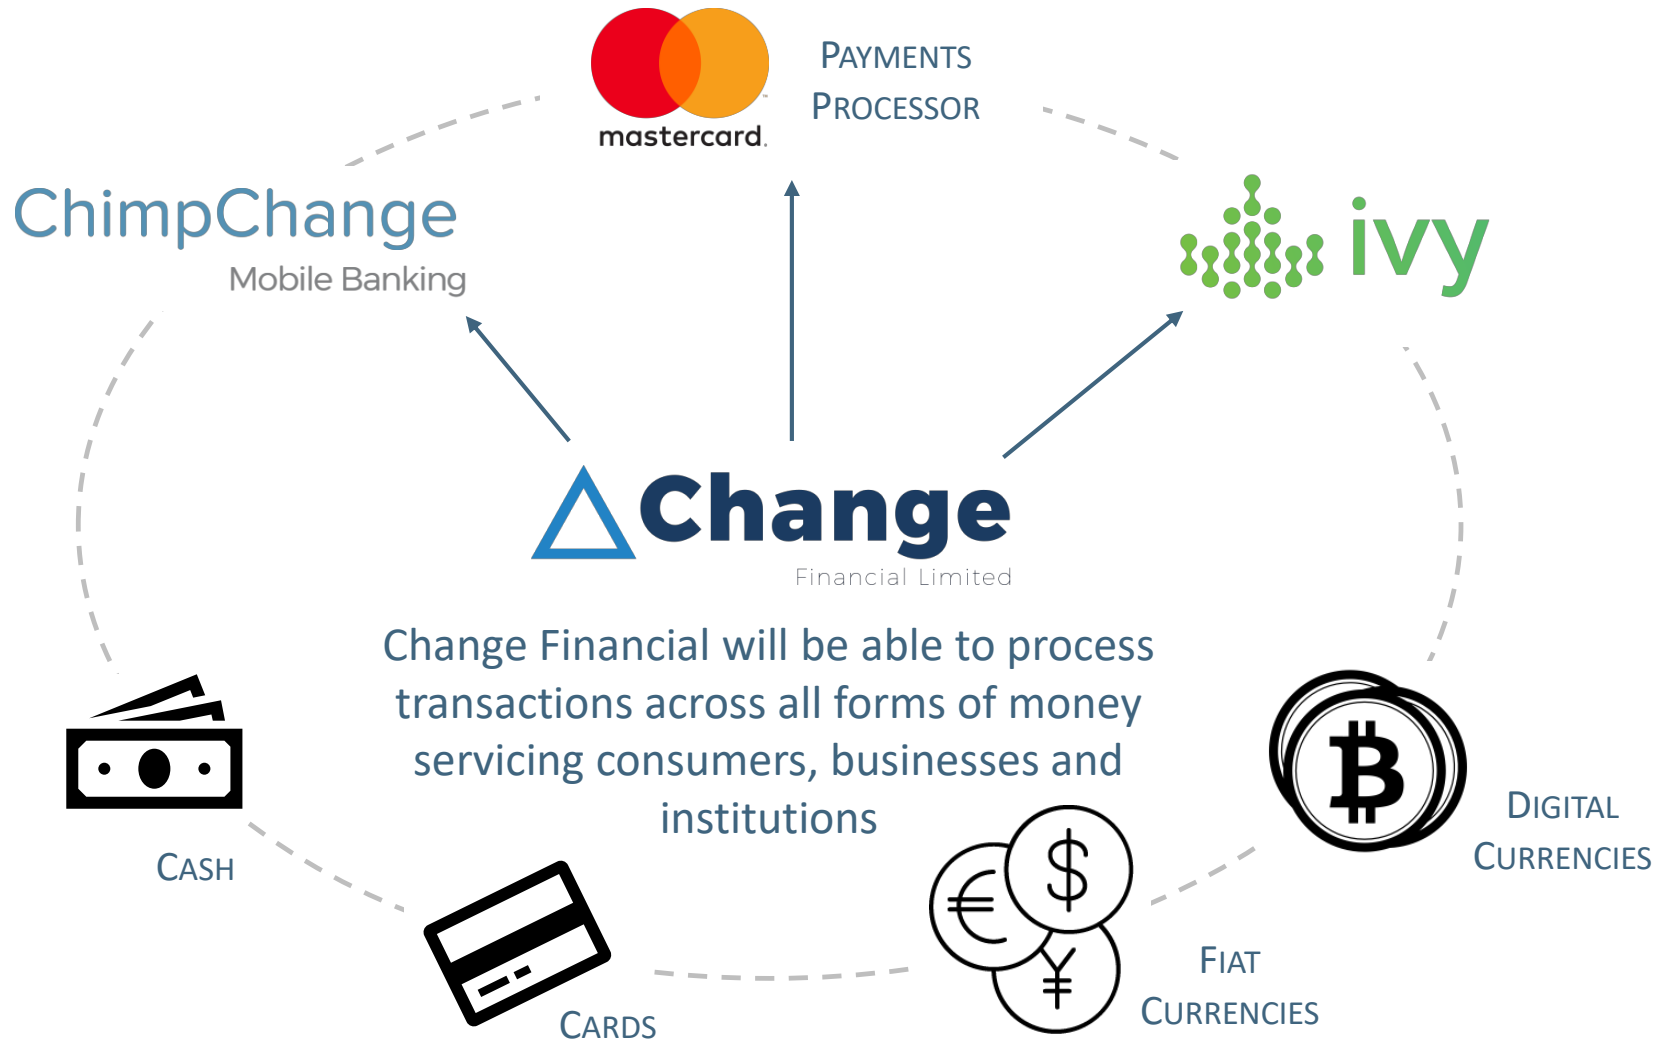 mastercard.
PAYMENTS
PROCESSOR
ChimpChange
Mobile Banking
ivy
Change
Financial Limited
Change Financial will be able to process
transactions across all forms of money
servicing consumers, businesses and
institutions
CASH
CARDS
FIAT
CURRENCIES
DIGITAL
CURRENCIES